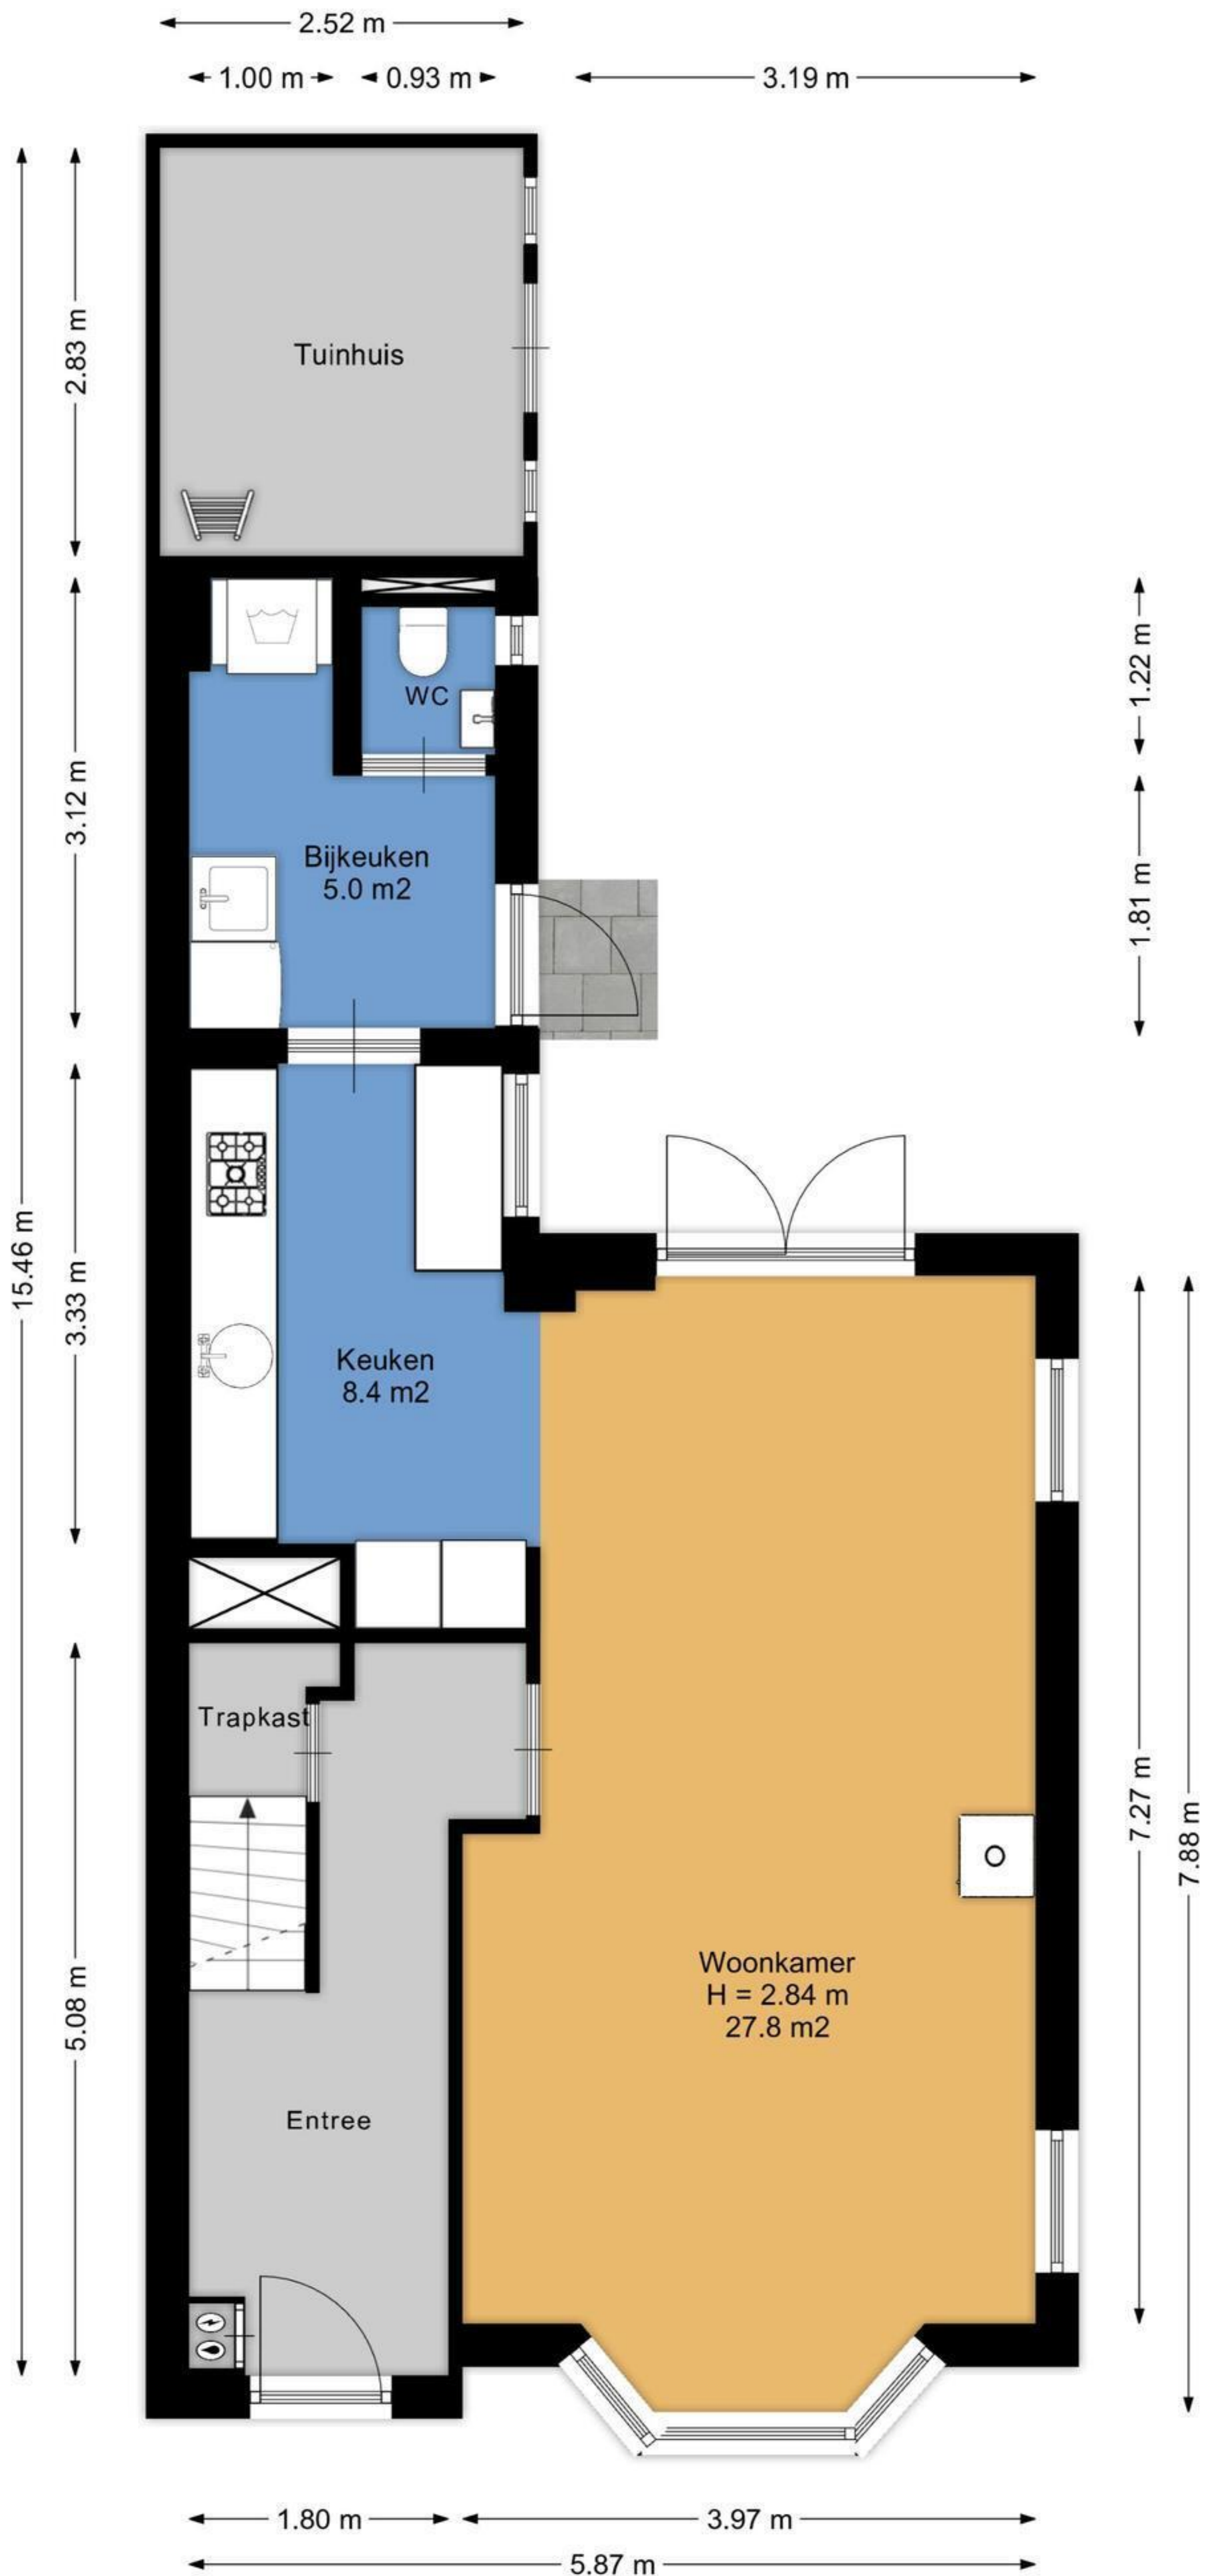 2.52 m
1.00 m
0.93 m
3.19 m
Tuinhuis
2.83 m
WC
1.22 m
3.12 m
Bijkeuken
5.0 m2
1.81 m
15.46 m
3.33 m
Keuken
8.4 m2
Trapkast
7.27 m
7.88 m
Woonkamer
H = 2.84 m
27.8 m2
5.08 m
Entree
1.80 m
3.97 m
5.87 m